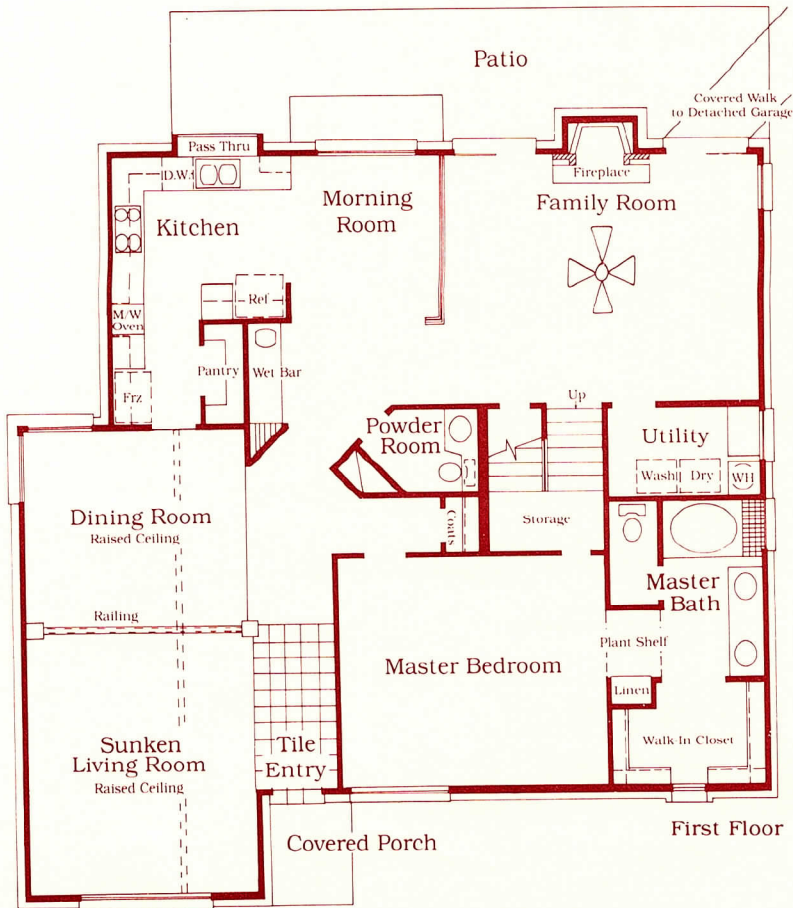 Patio
Covered Walk
to Detached Garage
Pass Thru
D.W.
Fireplace
Kitchen
Morning
Room
Family Room
Ref
M/W
Oven
Pantry
Wet Bar
Frz
Up
Powder
Room
Utility
Wash
Dry
WH
Dining Room
Raised Ceiling
Coats
Storage
Master
Bath
Railing
Plant Shelf
Master Bedroom
Linen
Sunken
Living Room
Raised Ceiling
Tile
Entry
Walk-In Closet
Covered Porch
First Floor